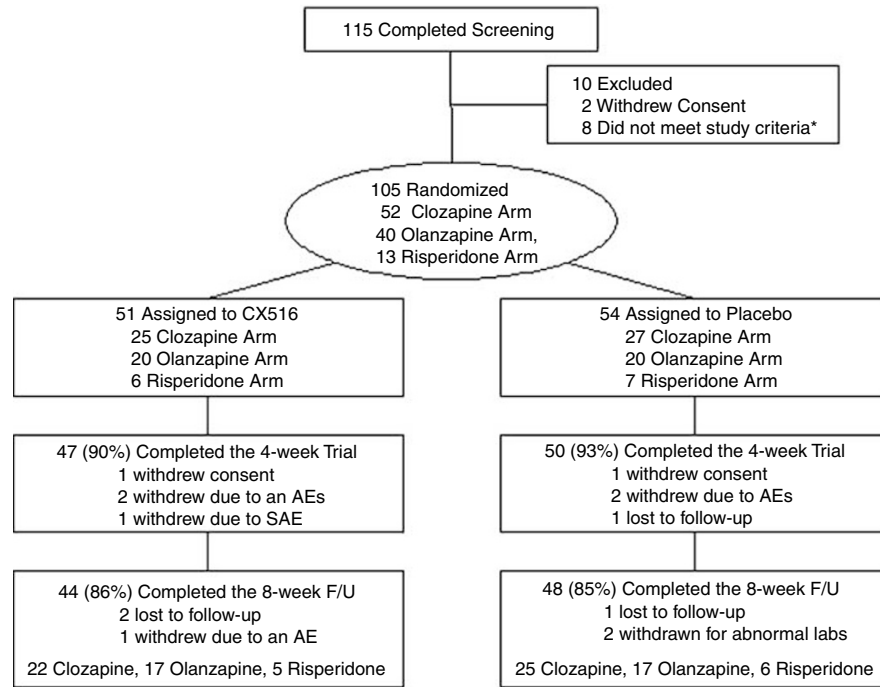 115 Completed Screening
10 Excluded
2 Withdrew Consent
8 Did not meet study criteria*
105 Randomized
52 Clozapine Arm
40 Olanzapine Arm,
13 Risperidone Arm
51 Assigned to CX516
25 Clozapine Arm
20 Olanzapine Arm
6 Risperidone Arm
54 Assigned to Placebo
27 Clozapine Arm
20 Olanzapine Arm
7 Risperidone Arm
47 (90%) Completed the 4-week Trial
1 withdrew consent
2 withdrew due to an AEs
1 withdrew due to SAE
50 (93%) Completed the 4-week Trial
1 withdrew consent
2 withdrew due to AEs
1 lost to follow-up
44 (86%) Completed the 8-week F/U
2 lost to follow-up
1 withdrew due to an AE
22 Clozapine, 17 Olanzapine, 5 Risperidone
48 (85%) Completed the 8-week F/U
1 lost to follow-up
2 withdrawn for abnormal labs
25 Clozapine, 17 Olanzapine, 6 Risperidone